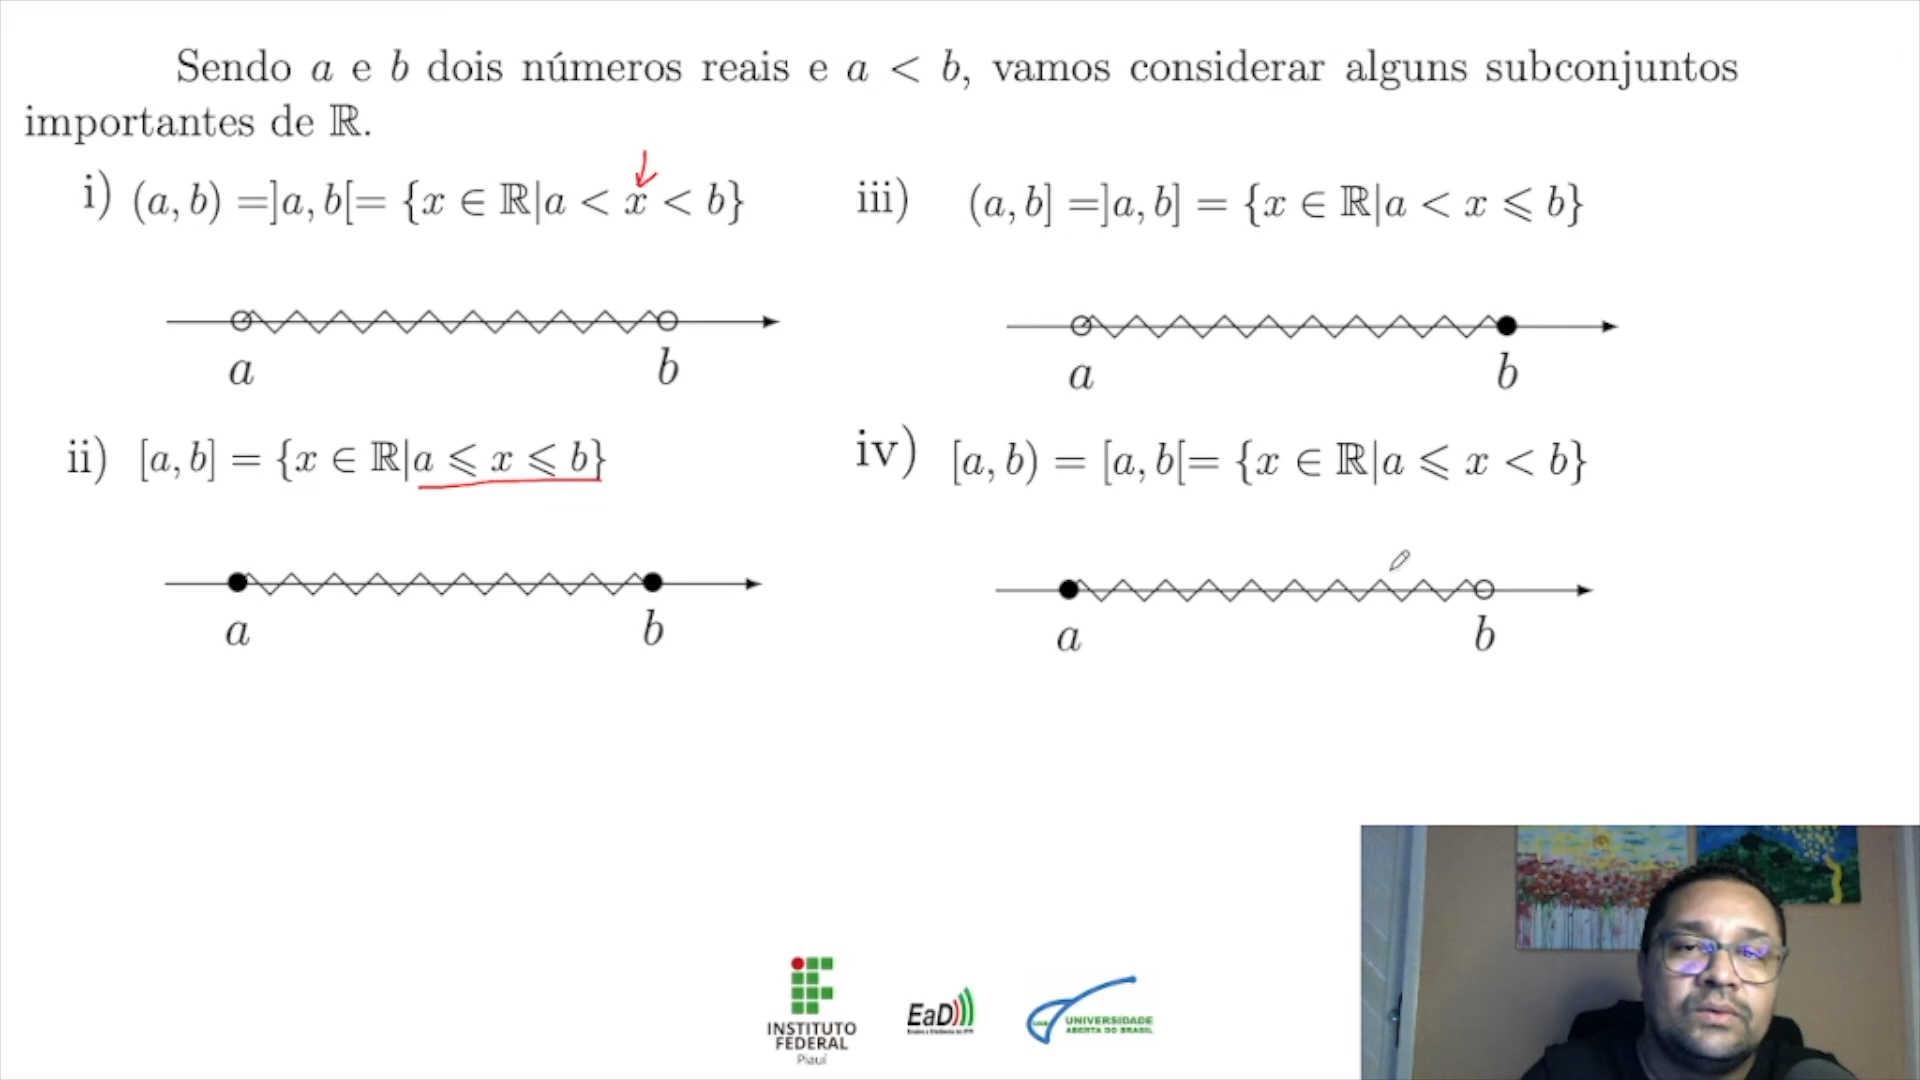 Sendo a e b dois números reais e a < b, vamos considerar alguns subconjuntos
importantes de ℝ.
i) (a, b) =]a, b[= {x ∈ ℝ|a < x < b}
a b
ii) [a, b] = {x ∈ ℝ|a ⩽ x ⩽ b}
a b
iii) (a, b] =]a, b] = {x ∈ ℝ|a < x ⩽ b}
a b
iv) [a, b) = [a, b[= {x ∈ ℝ|a ⩽ x < b}
a b
INSTITUTO
FEDERAL
Piauí
EaD
UNIVERSIDADE
ABERTA DO BRASIL